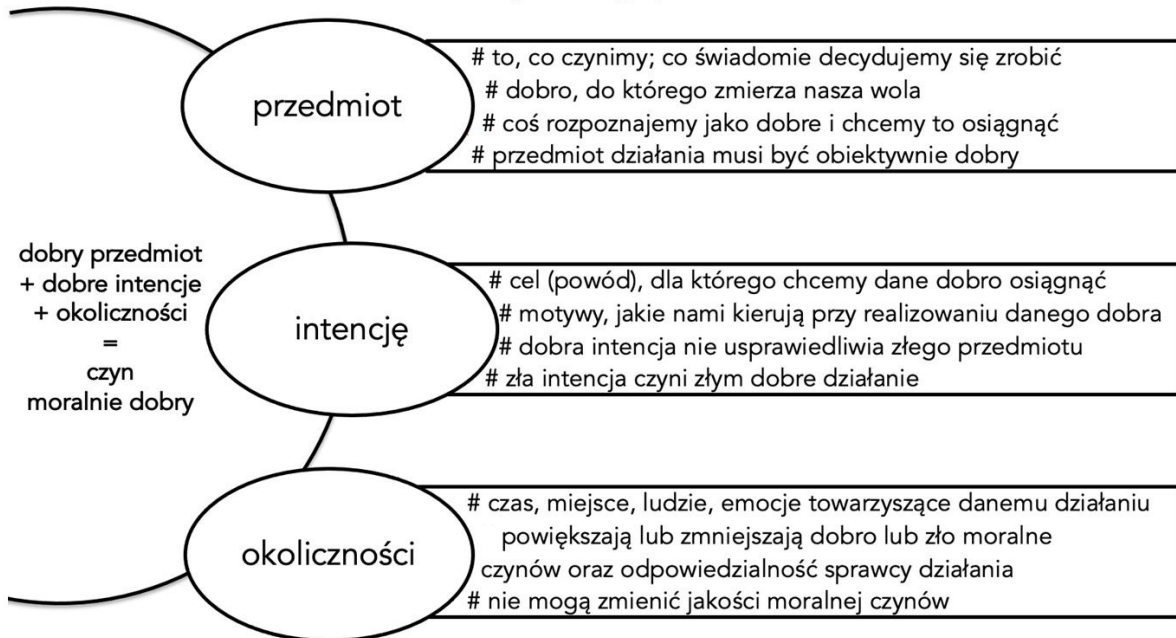 przedmiot
# to, co czynimy; co świadomie decydujemy się zrobić
# dobro, do którego zmierza nasza wola
# coś rozpoznajemy jako dobre i chcemy to osiągnąć
# przedmiot działania musi być obiektywnie dobry
dobry przedmiot
+ dobre intencje
+ okoliczności
=
czyn
moralnie dobry
intencję
# cel (powód), dla którego chcemy dane dobro osiągnąć
# motywy, jakie nami kierują przy realizowaniu danego dobra
# dobra intencja nie usprawiedliwia złego przedmiotu
# zła intencja czyni złym dobre działanie
okoliczności
# czas, miejsce, ludzie, emocje towarzyszące danemu działaniu
powiększają lub zmniejszają dobro lub zło moralne
czynów oraz odpowiedzialność sprawcy działania
# nie mogą zmienić jakości moralnej czynów